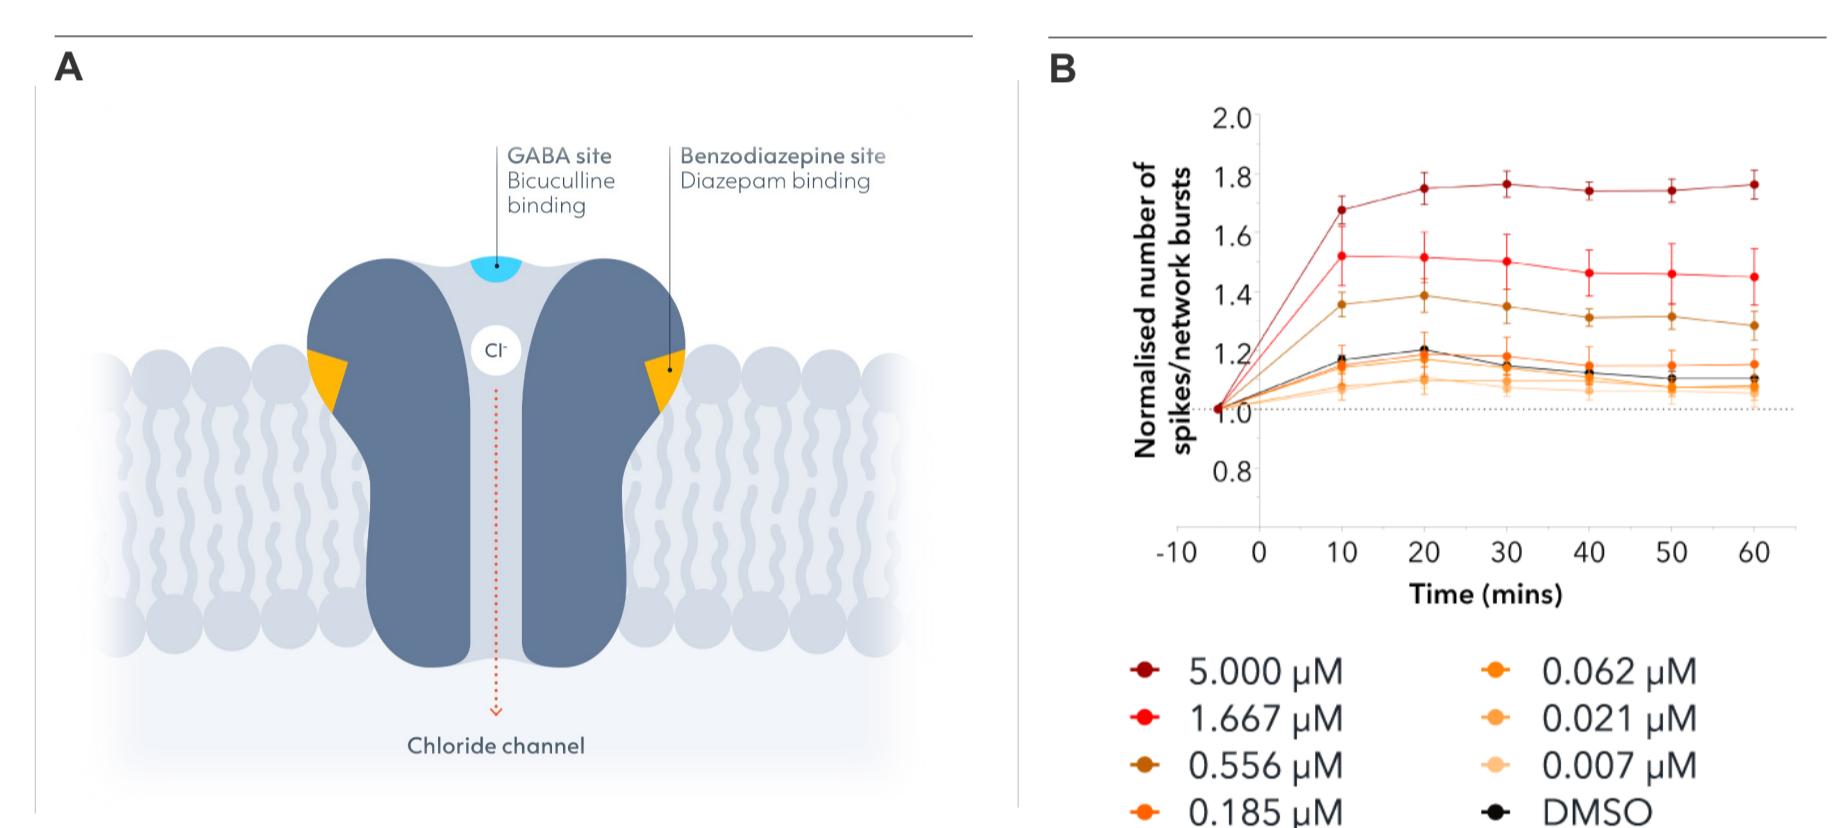 A
GABA site
Bicuculline
binding
Benzodiazepine site
Diazepam binding
Cl-
Chloride channel
B
Normalised number of
spikes/network bursts
2.0
1.8
1.6
1.4
1.2
1.0
0.8
-10 0 10 20 30 40 50 60
Time (mins)
5.000 µM
1.667 µM
0.556 µM
0.185 µM
0.062 µM
0.021 µM
0.007 µM
DMSO